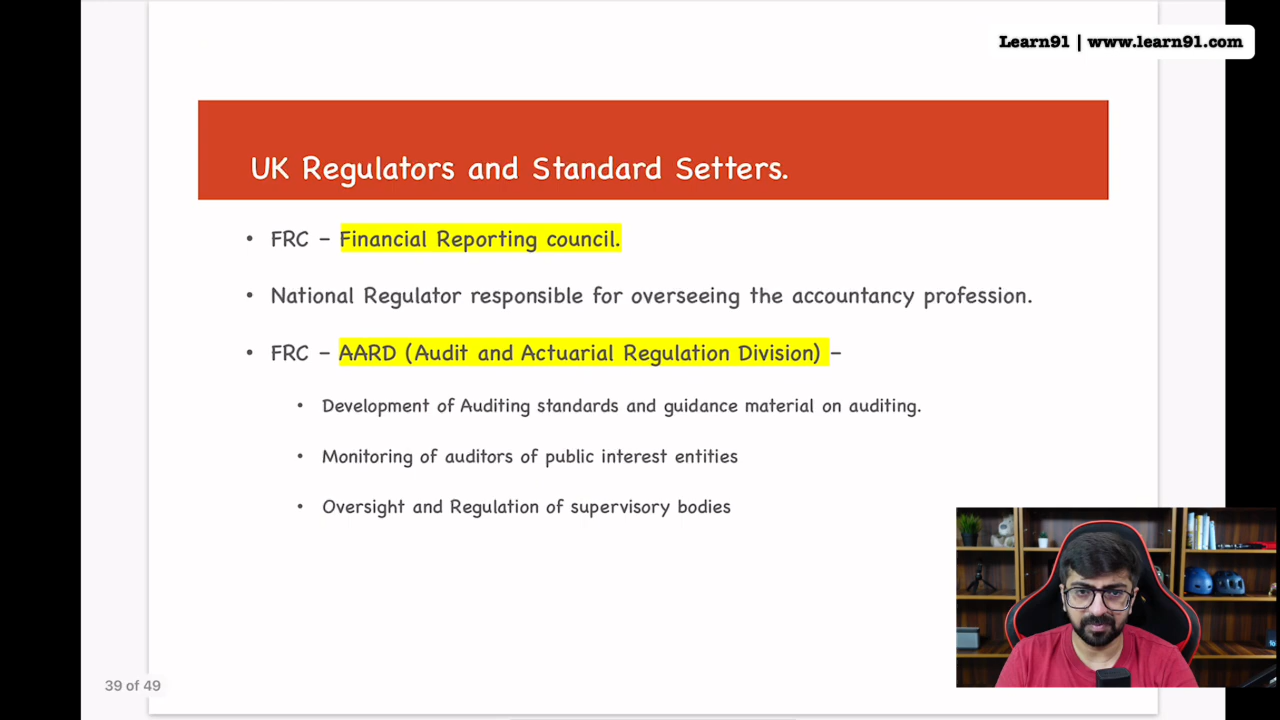 Learn91 | www.learn91.com
UK Regulators and Standard Setters.
• FRC – Financial Reporting council.
• National Regulator responsible for overseeing the accountancy profession.
• FRC – AARD (Audit and Actuarial Regulation Division) –
• Development of Auditing standards and guidance material on auditing.
• Monitoring of auditors of public interest entities
• Oversight and Regulation of supervisory bodies
39 of 49